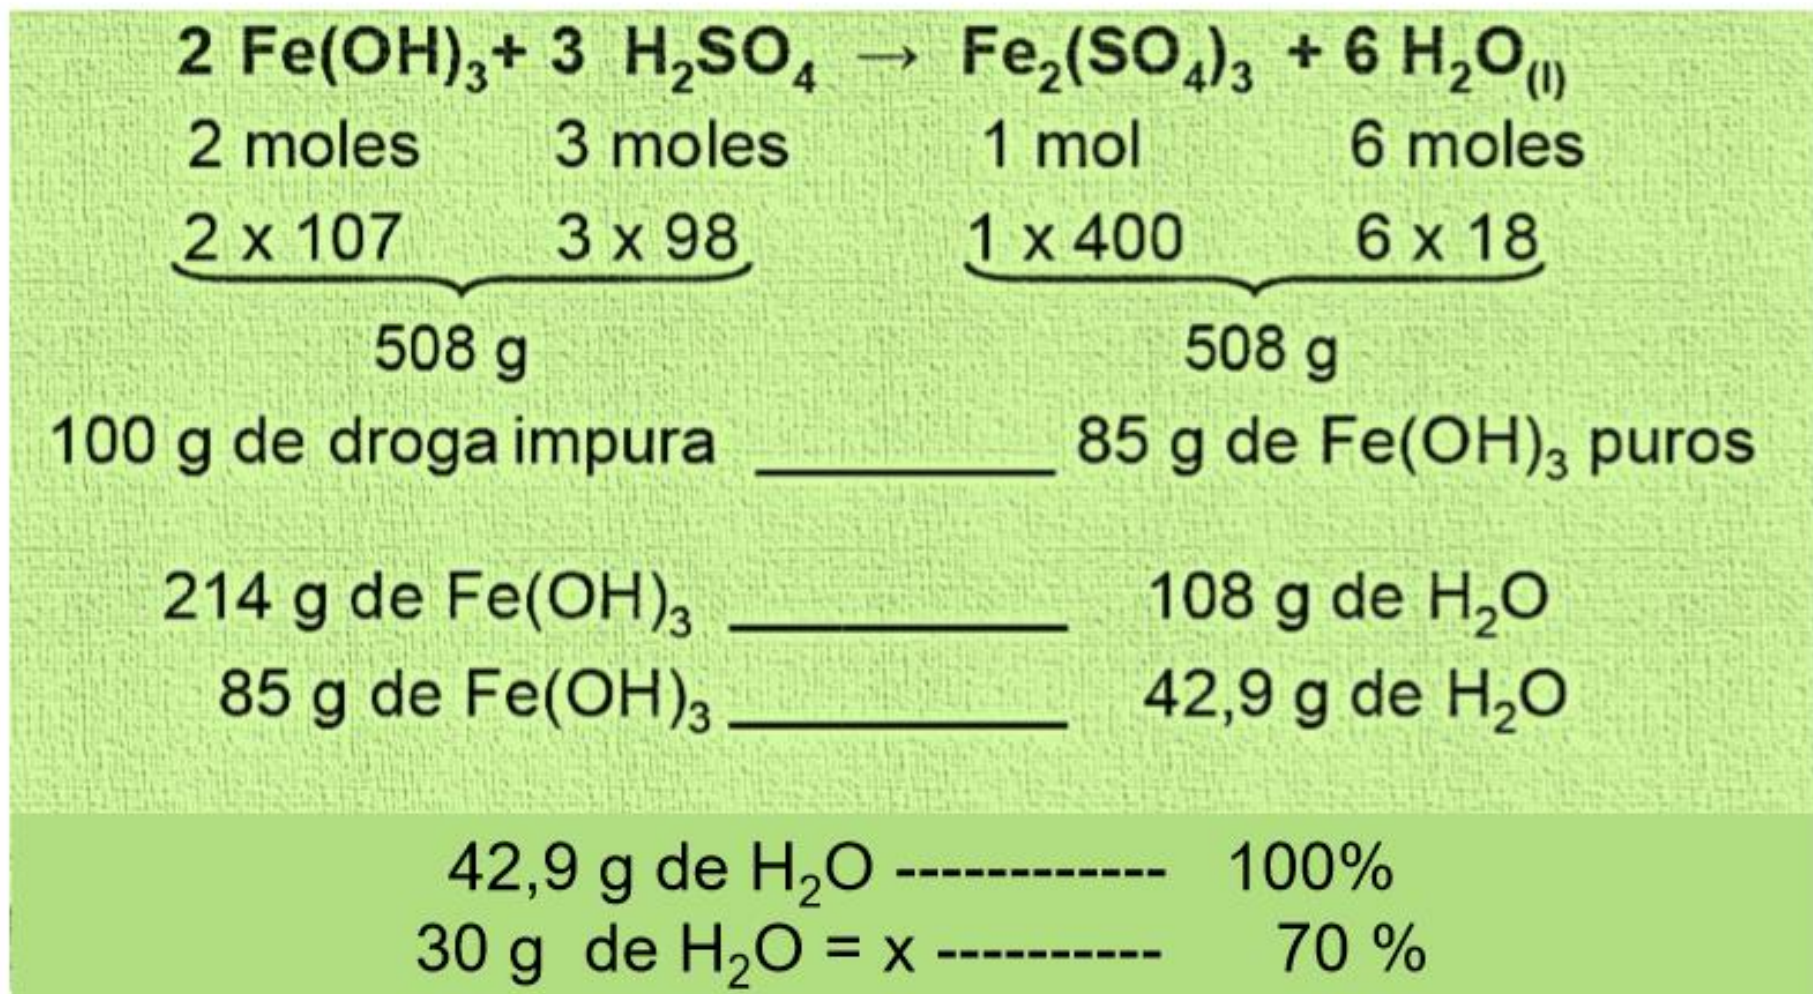 2 Fe(OH)₃+ 3 H₂SO₄ → Fe₂(SO₄)₃ + 6 H₂O₍l₎
2 moles 3 moles 1 mol 6 moles
2 x 107 3 x 98 1 x 400 6 x 18
508 g 508 g
100 g de droga impura _________ 85 g de Fe(OH)₃ puros
214 g de Fe(OH)₃ __________ 108 g de H₂O
85 g de Fe(OH)₃ __________ 42,9 g de H₂O
42,9 g de H₂O ------------ 100%
30 g de H₂O = x ---------- 70 %